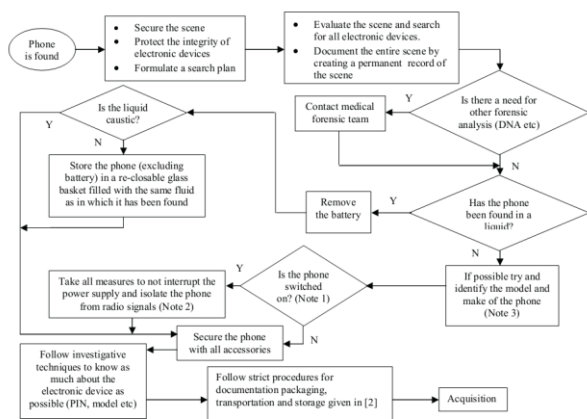 Phone
is found
• Secure the scene
• Protect the integrity of
electronic devices
• Formulate a search plan
• Evaluate the scene and search
for all electronic devices.
• Document the entire scene by
creating a permanent record of
the scene
Is the liquid
caustic?
Y
N
Contact medical
forensic team
Y
Is there a need for
other forensic
analysis (DNA etc)
N
Store the phone (excluding
battery) in a re-closable glass
basket filled with the same fluid
as in which it has been found
Remove
the battery
Y
Has the phone
been found in a
liquid?
N
Take all measures to not interrupt the
power supply and isolate the phone
from radio signals (Note 2)
Y
Is the phone
switched
on? (Note 1)
N
If possible try and
identify the model and
make of the phone
(Note 3)
Secure the phone
with all accessories
Follow investigative
techniques to know as
much about the
electronic device as
possible (PIN, model etc)
Follow strict procedures for
documentation packaging,
transportation and storage given in [2]
Acquisition